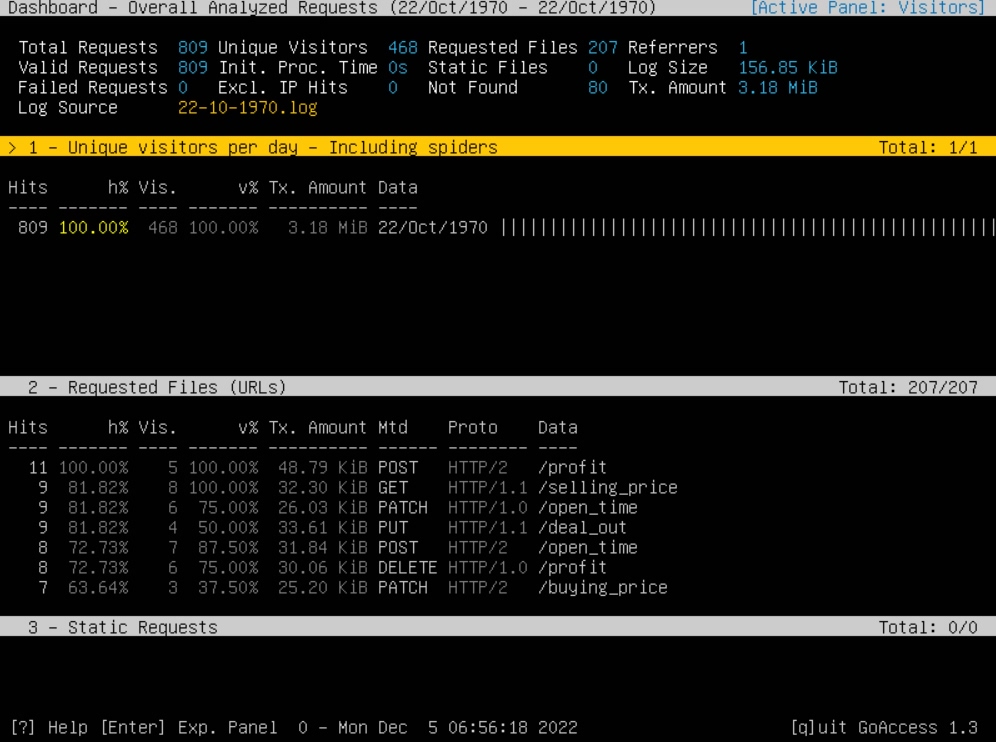 Dashboard - Overall Analyzed Requests (22/Oct/1970 - 22/Oct/1970) [Active Panel: Visitors]
Total Requests 809 Unique Visitors 468 Requested Files 207 Referrers 1
Valid Requests 809 Init. Proc. Time 0s Static Files 0 Log Size 156.85 KiB
Failed Requests 0 Excl. IP Hits 0 Not Found 80 Tx. Amount 3.18 MiB
Log Source 22-10-1970.log
> 1 - Unique visitors per day - Including spiders Total: 1/1
Hits h% Vis. v% Tx. Amount Data
---- ------- ---- ------- ---------- ----
809 100.00% 468 100.00% 3.18 MiB 22/Oct/1970 ||||||||||||||||||||||||||||||||||||||||||||||||||
2 - Requested Files (URLs) Total: 207/207
Hits h% Vis. v% Tx. Amount Mtd Proto Data
---- ------- ---- ------- ---------- ------ -------- ----
11 100.00% 5 100.00% 48.79 KiB POST HTTP/2 /profit
9 81.82% 8 100.00% 32.30 KiB GET HTTP/1.1 /selling_price
9 81.82% 6 75.00% 26.03 KiB PATCH HTTP/1.0 /open_time
9 81.82% 4 50.00% 33.61 KiB PUT HTTP/1.1 /deal_out
8 72.73% 7 87.50% 31.84 KiB POST HTTP/2 /open_time
8 72.73% 6 75.00% 30.06 KiB DELETE HTTP/1.0 /profit
7 63.64% 3 37.50% 25.20 KiB PATCH HTTP/2 /buying_price
3 - Static Requests Total: 0/0
[?] Help [Enter] Exp. Panel 0 - Mon Dec 5 06:56:18 2022 [q]uit GoAccess 1.3